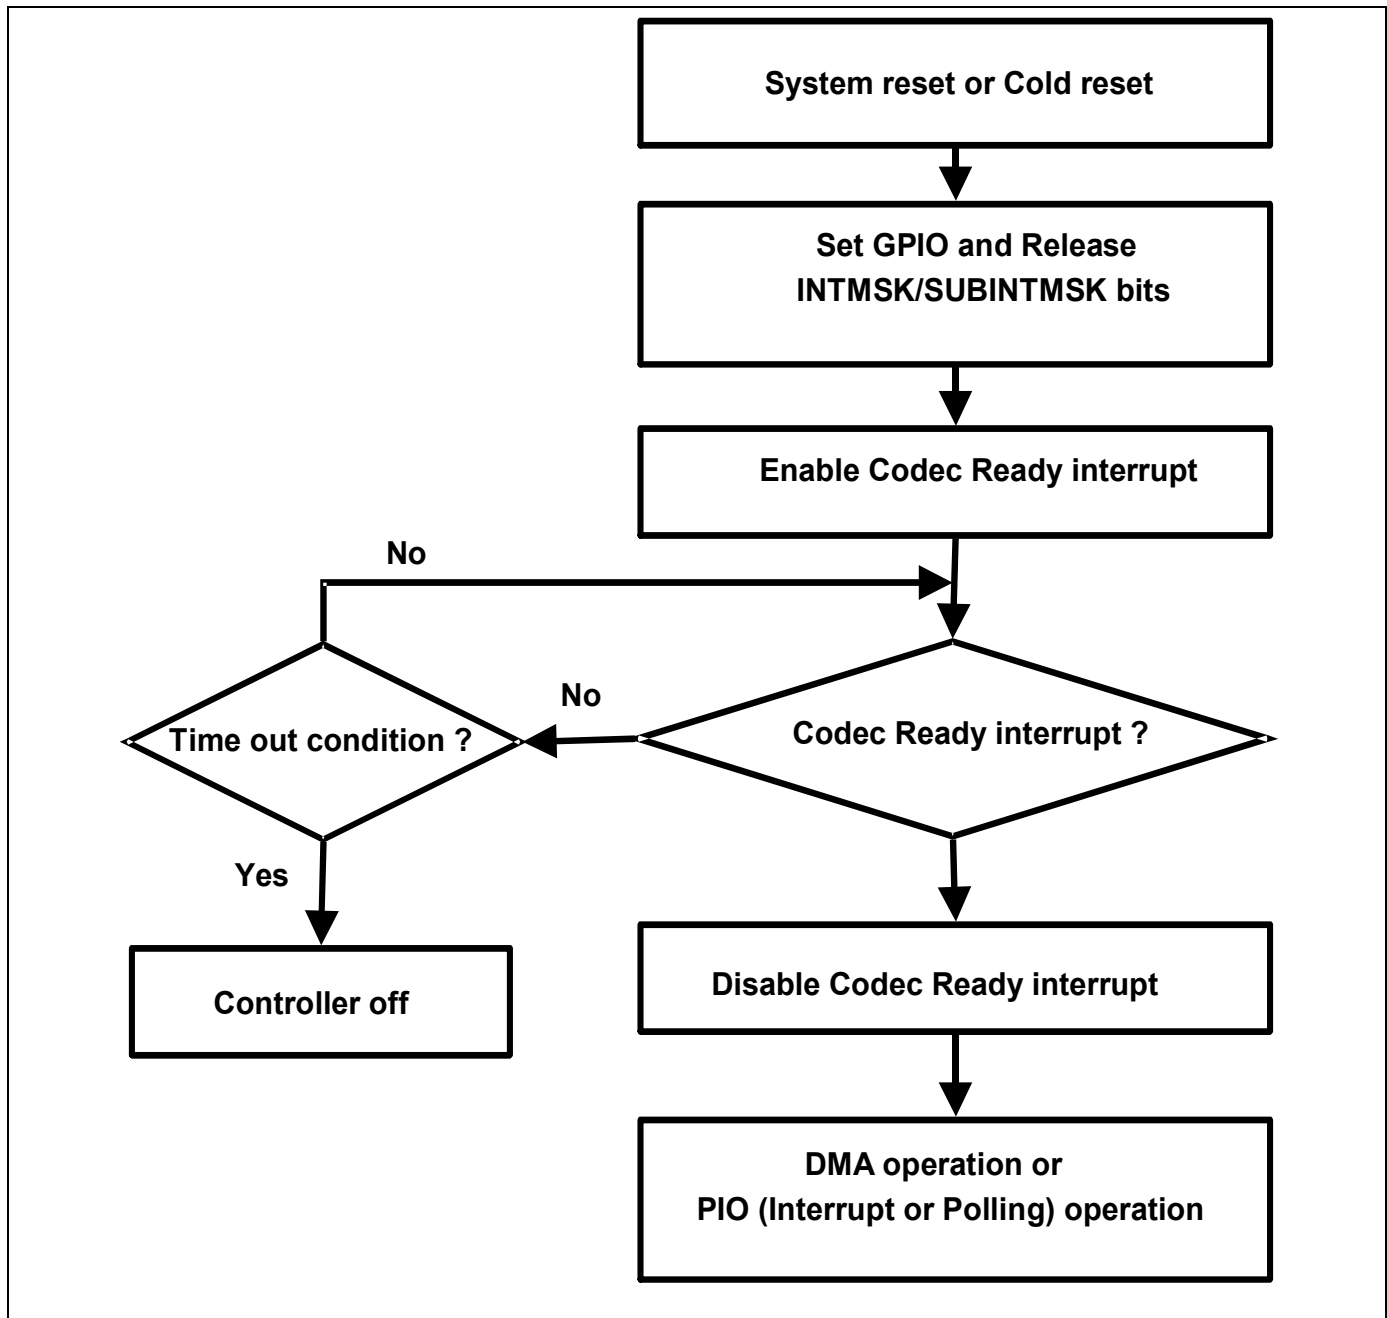 System reset or Cold reset
Set GPIO and Release
INTMSK/SUBINTMSK bits
Enable Codec Ready interrupt
No
No
Time out condition ?
Codec Ready interrupt ?
Yes
Controller off
Disable Codec Ready interrupt
DMA operation or
PIO (Interrupt or Polling) operation